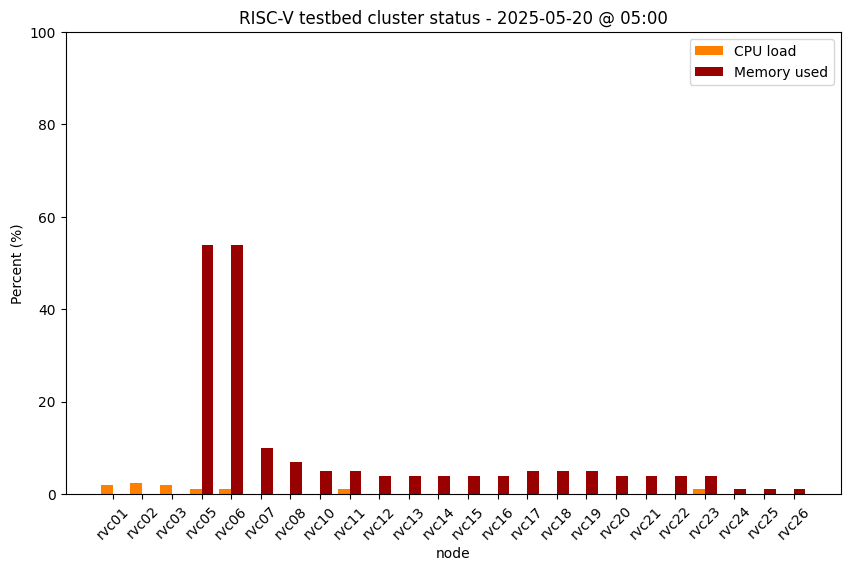 RISC-V testbed cluster status - 2025-05-20 @ 05:00
CPU load
Memory used
Percent (%)
100
80
60
40
20
0
rvc01 rvc02 rvc03 rvc05 rvc06 rvc07 rvc08 rvc10 rvc11 rvc12 rvc13 rvc14 rvc15 rvc16 rvc17 rvc18 rvc19 rvc20 rvc21 rvc22 rvc23 rvc24 rvc25 rvc26
node